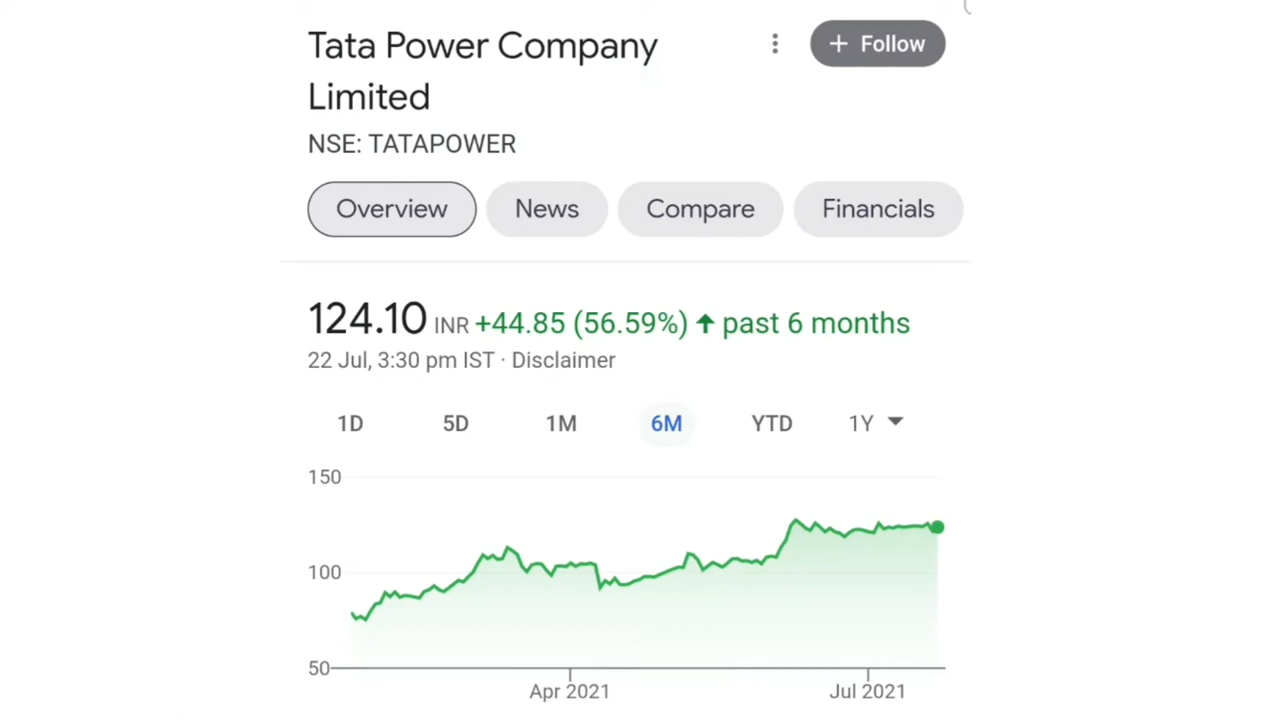 Tata Power Company
Limited
+ Follow
NSE: TATAPOWER
Overview News Compare Financials
124.10 INR +44.85 (56.59%) ↑ past 6 months
22 Jul, 3:30 pm IST · Disclaimer
1D 5D 1M 6M YTD 1Y
150
100
50
Apr 2021 Jul 2021